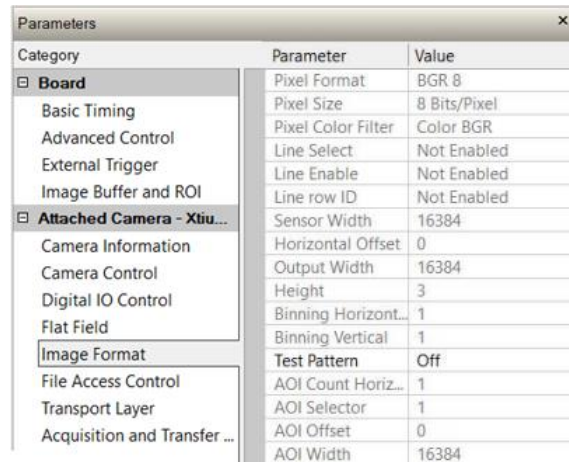 Parameters ×
Category Parameter Value
Board Pixel Format BGR 8
Basic Timing Pixel Size 8 Bits/Pixel
Advanced Control Pixel Color Filter Color BGR
External Trigger Line Select Not Enabled
Image Buffer and ROI Line Enable Not Enabled
Attached Camera - Xtiu... Line row ID Not Enabled
Camera Information Sensor Width 16384
Camera Control Horizontal Offset 0
Digital IO Control Output Width 16384
Flat Field Height 3
Image Format Binning Horizont... 1
File Access Control Binning Vertical 1
Transport Layer Test Pattern Off
Acquisition and Transfer ... AOI Count Horiz... 1
AOI Selector 1
AOI Offset 0
AOI Width 16384